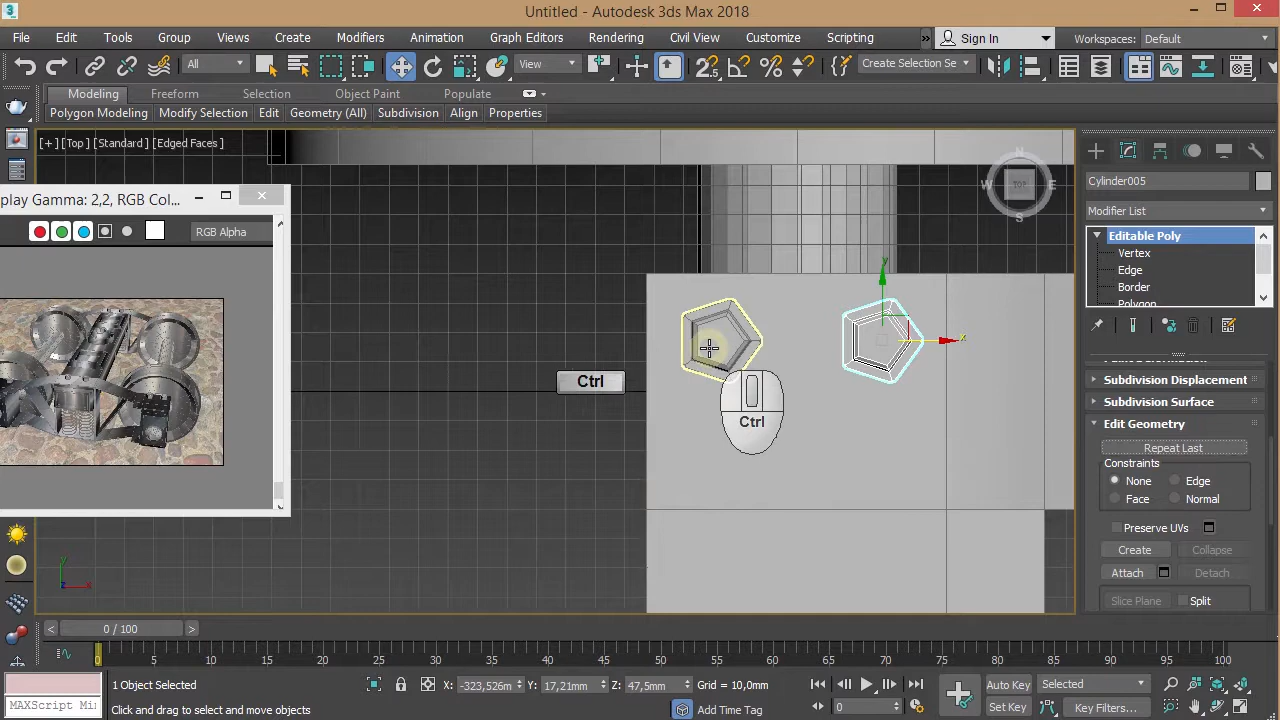 Untitled - Autodesk 3ds Max 2018
File Edit Tools Group Views Create Modifiers Animation Graph Editors Rendering Civil View Customize Scripting
Sign In
Workspaces: Default
All
View
Create Selection Se
Modeling Freeform Selection Object Paint Populate
Polygon Modeling Modify Selection Edit Geometry (All) Subdivision Align Properties
[+] [Top] [Standard] [Edged Faces]
play Gamma: 2,2, RGB Col...
RGB Alpha
N
W TOP E
S
y
x
Ctrl
Ctrl
y
z x
Cylinder005
Modifier List
Editable Poly
Vertex
Edge
Border
Polygon
Subdivision Displacement
Subdivision Surface
Edit Geometry
Repeat Last
Constraints
None Edge
Face Normal
Preserve UVs
Create Collapse
Attach Detach
Slice Plane Split
0 / 100
0 5 10 15 20 25 30 35 40 45 50 55 60 65 70 75 80 85 90 95 100
1 Object Selected
X: -323,526m Y: 17,21mm Z: 47,5mm Grid = 10,0mm
Auto Key Selected
MAXScript Mi
Click and drag to select and move objects
Add Time Tag
0
Set Key Key Filters...